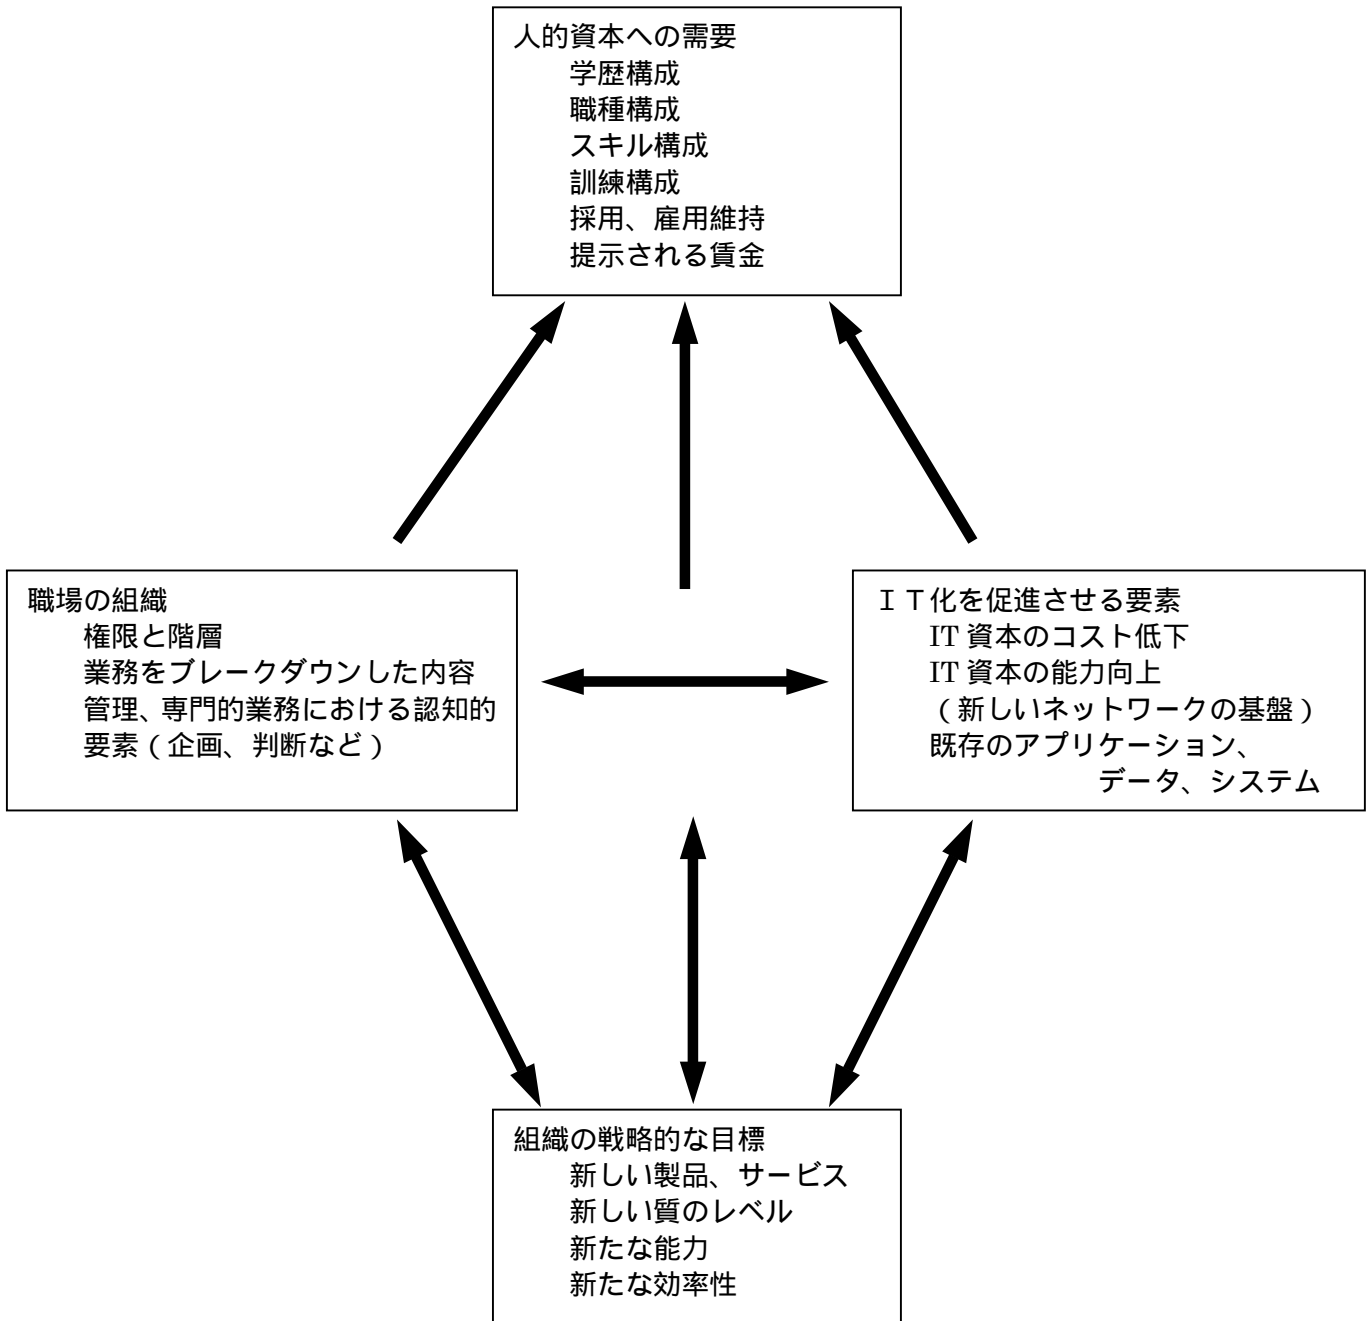 人的資本への需要
学歴構成
職種構成
スキル構成
訓練構成
採用、雇用維持
提示される賃金
職場の組織
権限と階層
業務をブレークダウンした内容
管理、専門的業務における認知的
要素（企画、判断など）
ＩＴ化を促進させる要素
IT 資本のコスト低下
IT 資本の能力向上
（新しいネットワークの基盤）
既存のアプリケーション、
データ、システム
組織の戦略的な目標
新しい製品、サービス
新しい質のレベル
新たな能力
新たな効率性